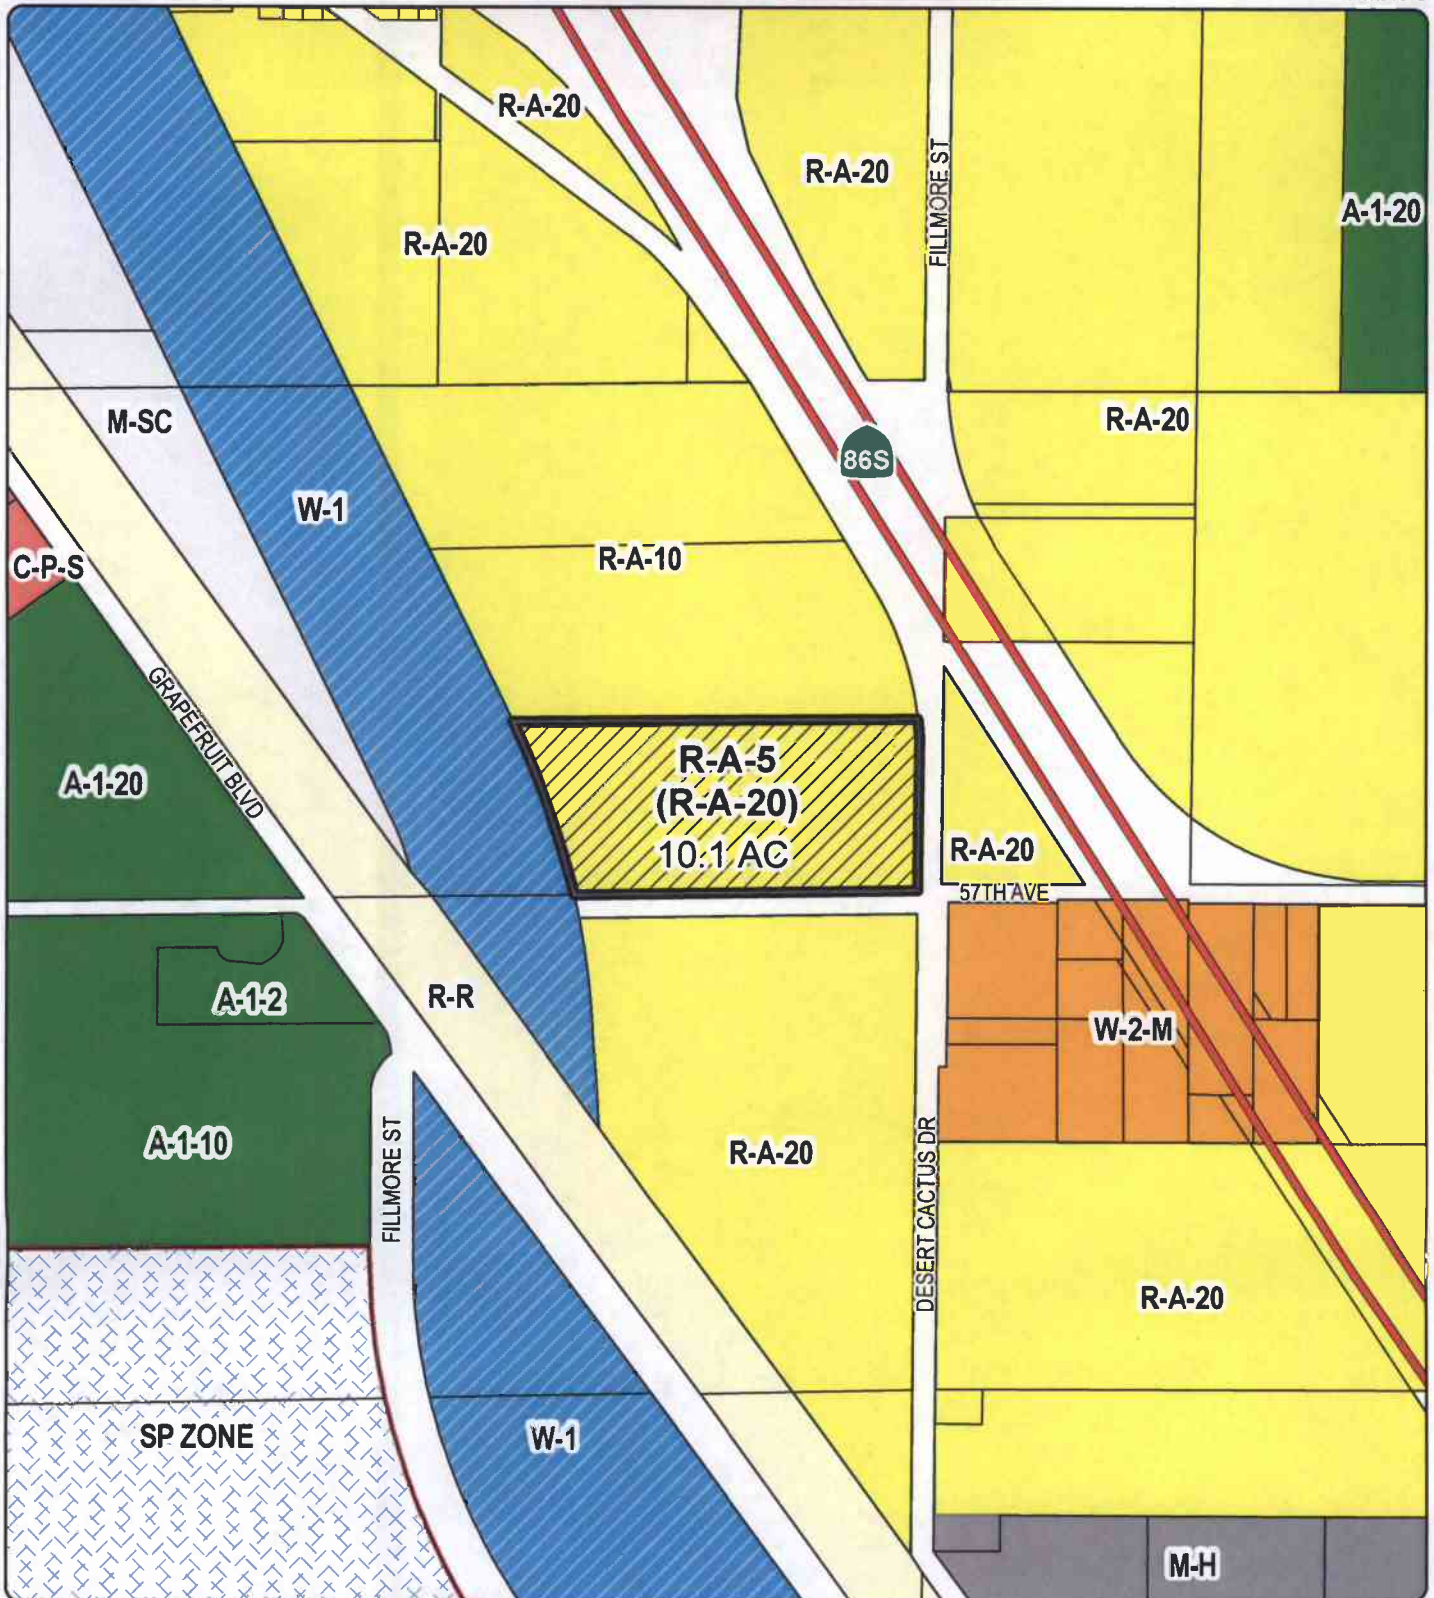 R-A-20
R-A-20
FILLMORE ST
A-1-20
R-A-20
M-SC
R-A-20
86S
W-1
R-A-10
C-P-S
GRAPEFRUIT BLVD
A-1-20
R-A-5
(R-A-20)
10.1 AC
R-A-20
57TH AVE
A-1-2
R-R
W-2-M
A-1-10
FILLMORE ST
R-A-20
DESERT CACTUS DR
R-A-20
SP ZONE
W-1
M-H